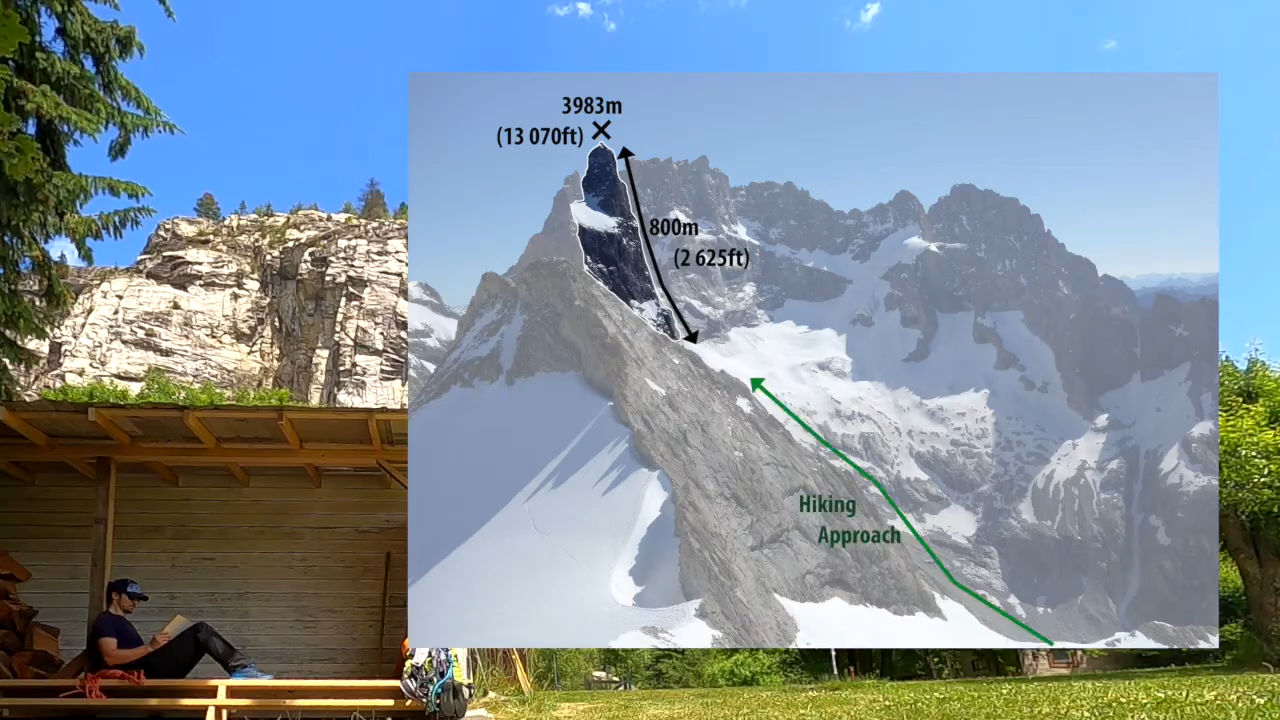 3983m
(13 070ft)
800m
(2 625ft)
Hiking
Approach